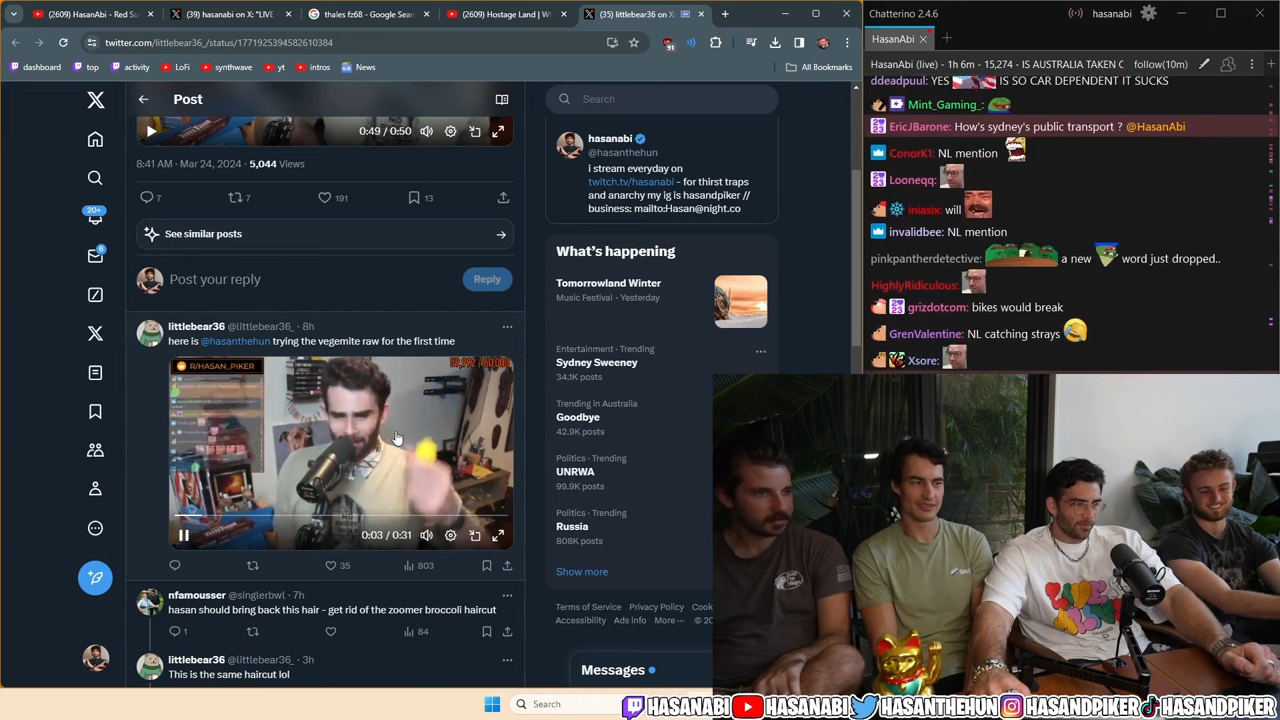 (2609) HasanAbi - Red Su
(39) hasanabi on X: "LIVE
thales fz68 - Google Sear
(2609) Hostage Land | W
(35) littlebear36 on X
twitter.com/littlebear36_/status/1771925394582610384
91
dashboard
top
activity
LoFi
synthwave
yt
intros
News
All Bookmarks
Post
0:49 / 0:50
8:41 AM · Mar 24, 2024 · 5,044 Views
7
7
191
13
See similar posts
Post your reply
Reply
20+
6
littlebear36 @littlebear36_ · 8h
@hasanthehun trying the vegemite raw for the first time
R/HASAN_PIKER
0:03 / 0:31
35
803
nfamousser @singlerbwl · 7h
hasan should bring back this hair - get rid of the zoomer broccoli haircut
1
84
littlebear36 @littlebear36_ · 3h
This is the same haircut lol
Search
hasanabi
@hasanthehun
i stream everyday on
twitch.tv/hasanabi - for thirst traps
and anarchy my ig is hasandpiker //
business: mailto:Hasan@night.co
What's happening
Tomorrowland Winter
Music Festival · Yesterday
Entertainment · Trending
Sydney Sweeney
34.1K posts
Trending in Australia
Goodbye
42.9K posts
Politics · Trending
UNRWA
99.9K posts
Politics · Trending
Russia
808K posts
Show more
Terms of Service Privacy Policy Cook
Accessibility Ads info More ··· © 20
Messages
Chatterino 2.4.6
hasanabi
HasanAbi
HasanAbi (live) - 1h 6m - 15,274 - IS AUSTRALIA TAKEN C
follow(10m)
ddeadpuul: YES IS SO CAR DEPENDENT IT SUCKS
Mint_Gaming_:
EricJBarone: How's sydney's public transport ? @HasanAbi
ConorK1: NL mention
Looneqq:
iniasix: will
invalidbee: NL mention
pinkpantherdetective: a new word just dropped..
HighlyRidiculous:
grizdotcom: bikes would break
GrenValentine: NL catching strays
Xsore:
Search
HASANABI
HASANABI
HASANTHEHUN
HASANDPIKER
HASANDPIKER